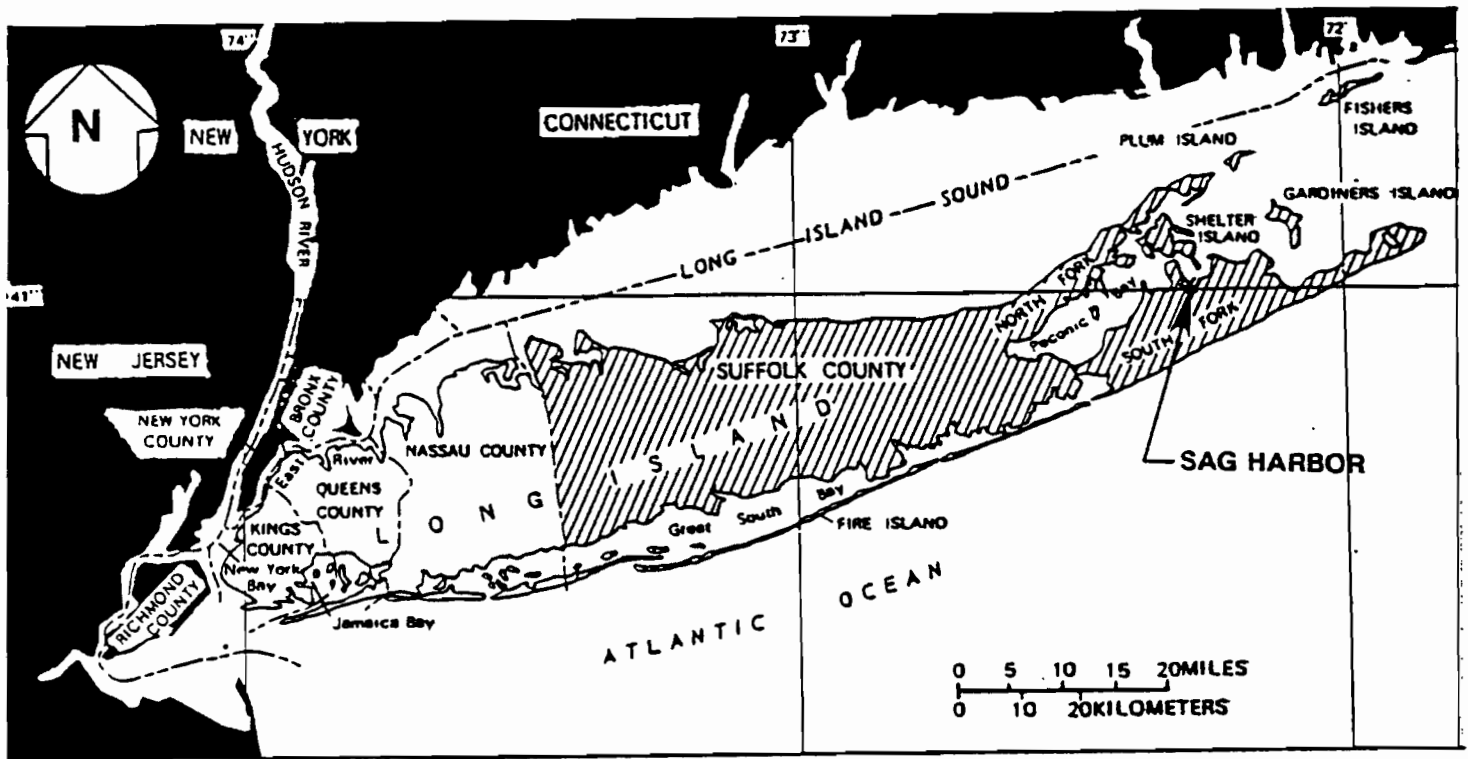 74°
73°
72°
N
NEW YORK
CONNECTICUT
HUDSON RIVER
FISHERS
ISLAND
PLUM ISLAND
GARDINERS ISLAND
SHELTER
ISLAND
LONG ISLAND SOUND
41°
NORTH FORK
Peconic Bay
SOUTH FORK
NEW JERSEY
BRONX
COUNTY
NEW YORK
COUNTY
SUFFOLK COUNTY
NASSAU COUNTY
East River
QUEENS
COUNTY
LONG ISLAND
SAG HARBOR
Great South Bay
FIRE ISLAND
KINGS
COUNTY
New York
Bay
Jamaica Bay
RICHMOND
COUNTY
ATLANTIC OCEAN
0 5 10 15 20MILES
0 10 20KILOMETERS